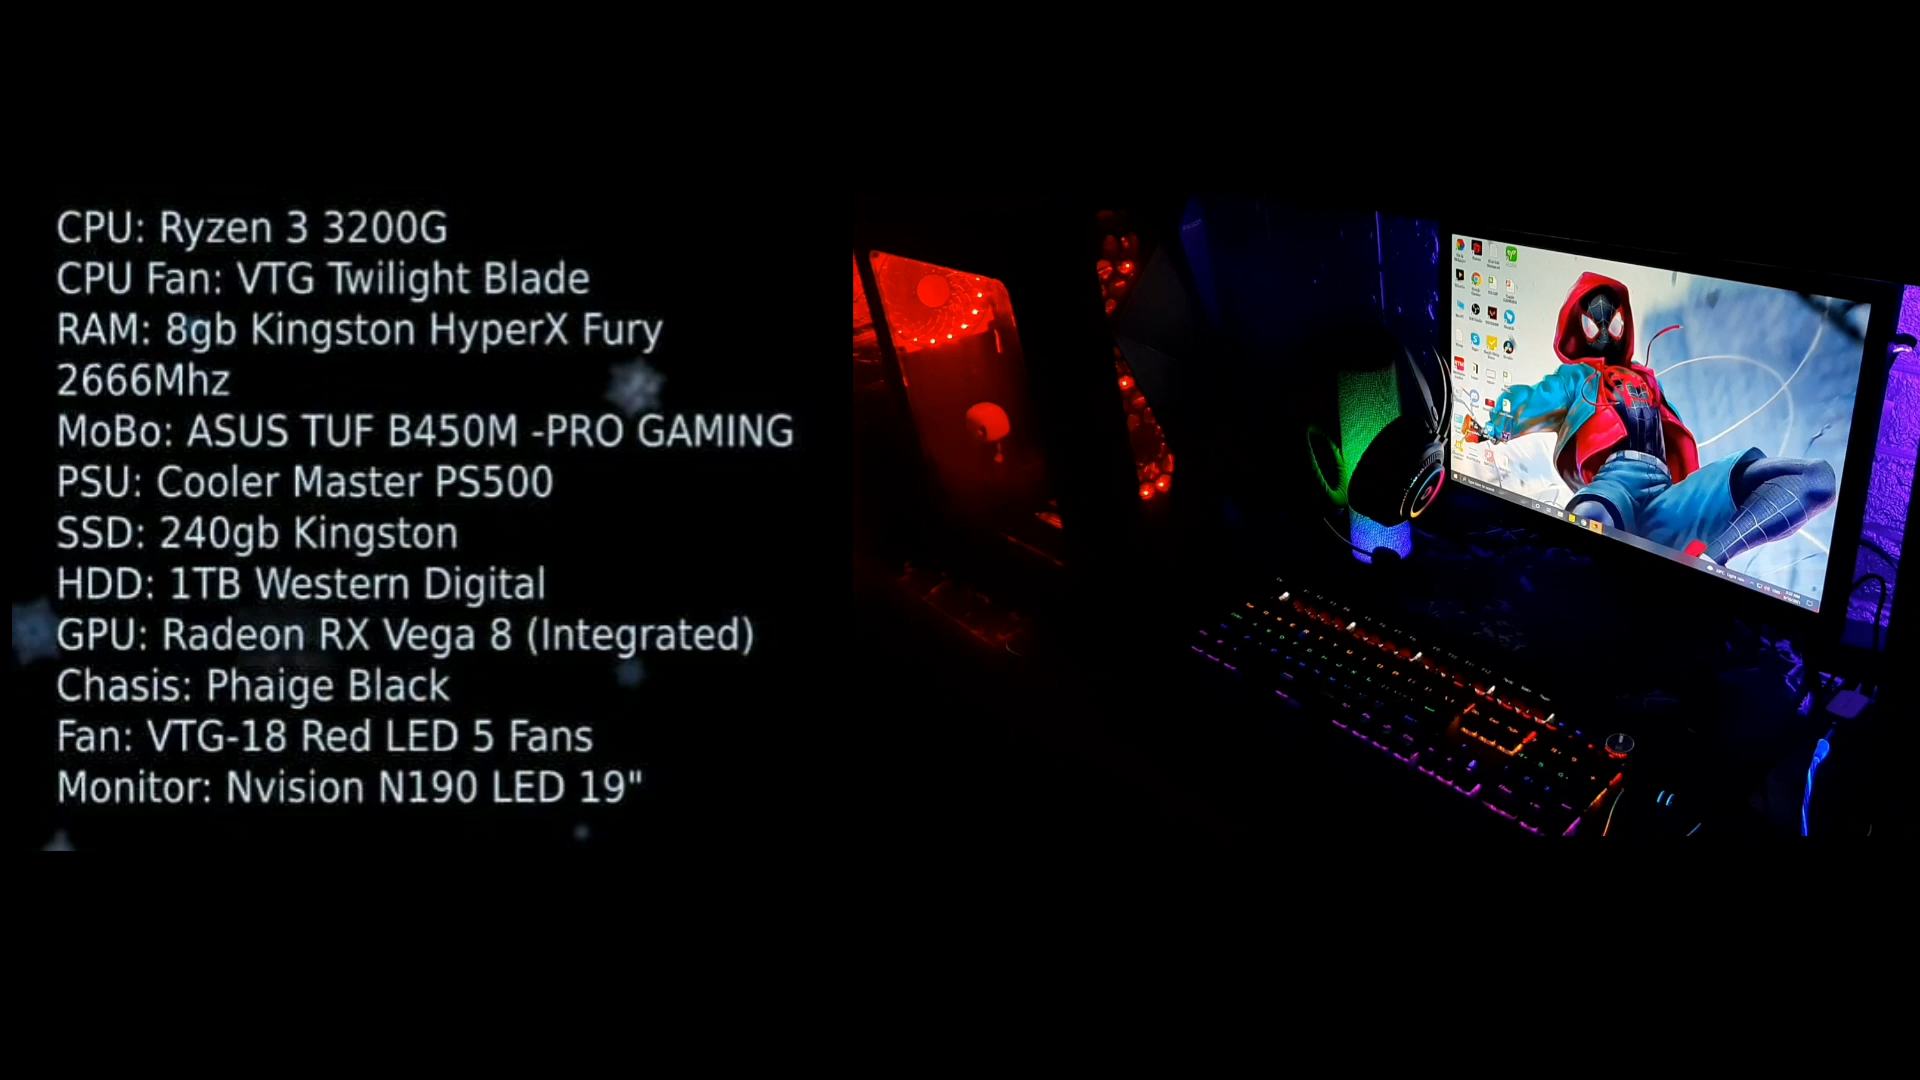 CPU: Ryzen 3 3200G
CPU Fan: VTG Twilight Blade
RAM: 8gb Kingston HyperX Fury
2666Mhz
MoBo: ASUS TUF B450M -PRO GAMING
PSU: Cooler Master PS500
SSD: 240gb Kingston
HDD: 1TB Western Digital
GPU: Radeon RX Vega 8 (Integrated)
Chasis: Phaige Black
Fan: VTG-18 Red LED 5 Fans
Monitor: Nvision N190 LED 19"